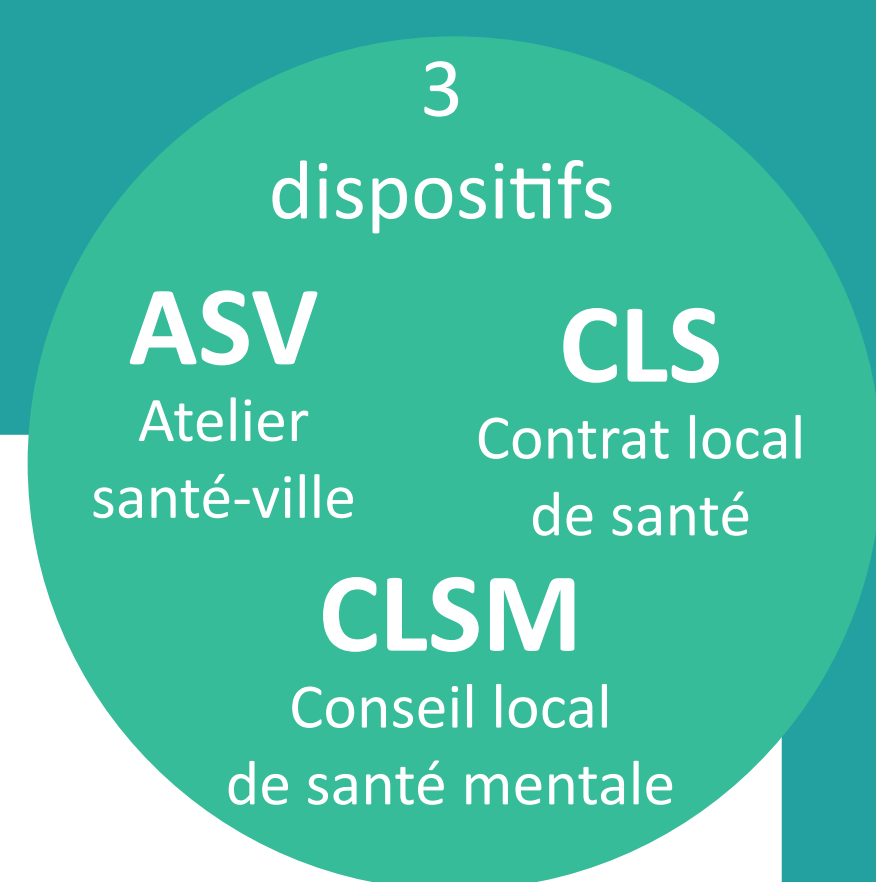 3
dispositifs
ASV
Atelier
santé-ville
CLS
Contrat local
de santé
CLSM
Conseil local
de santé mentale